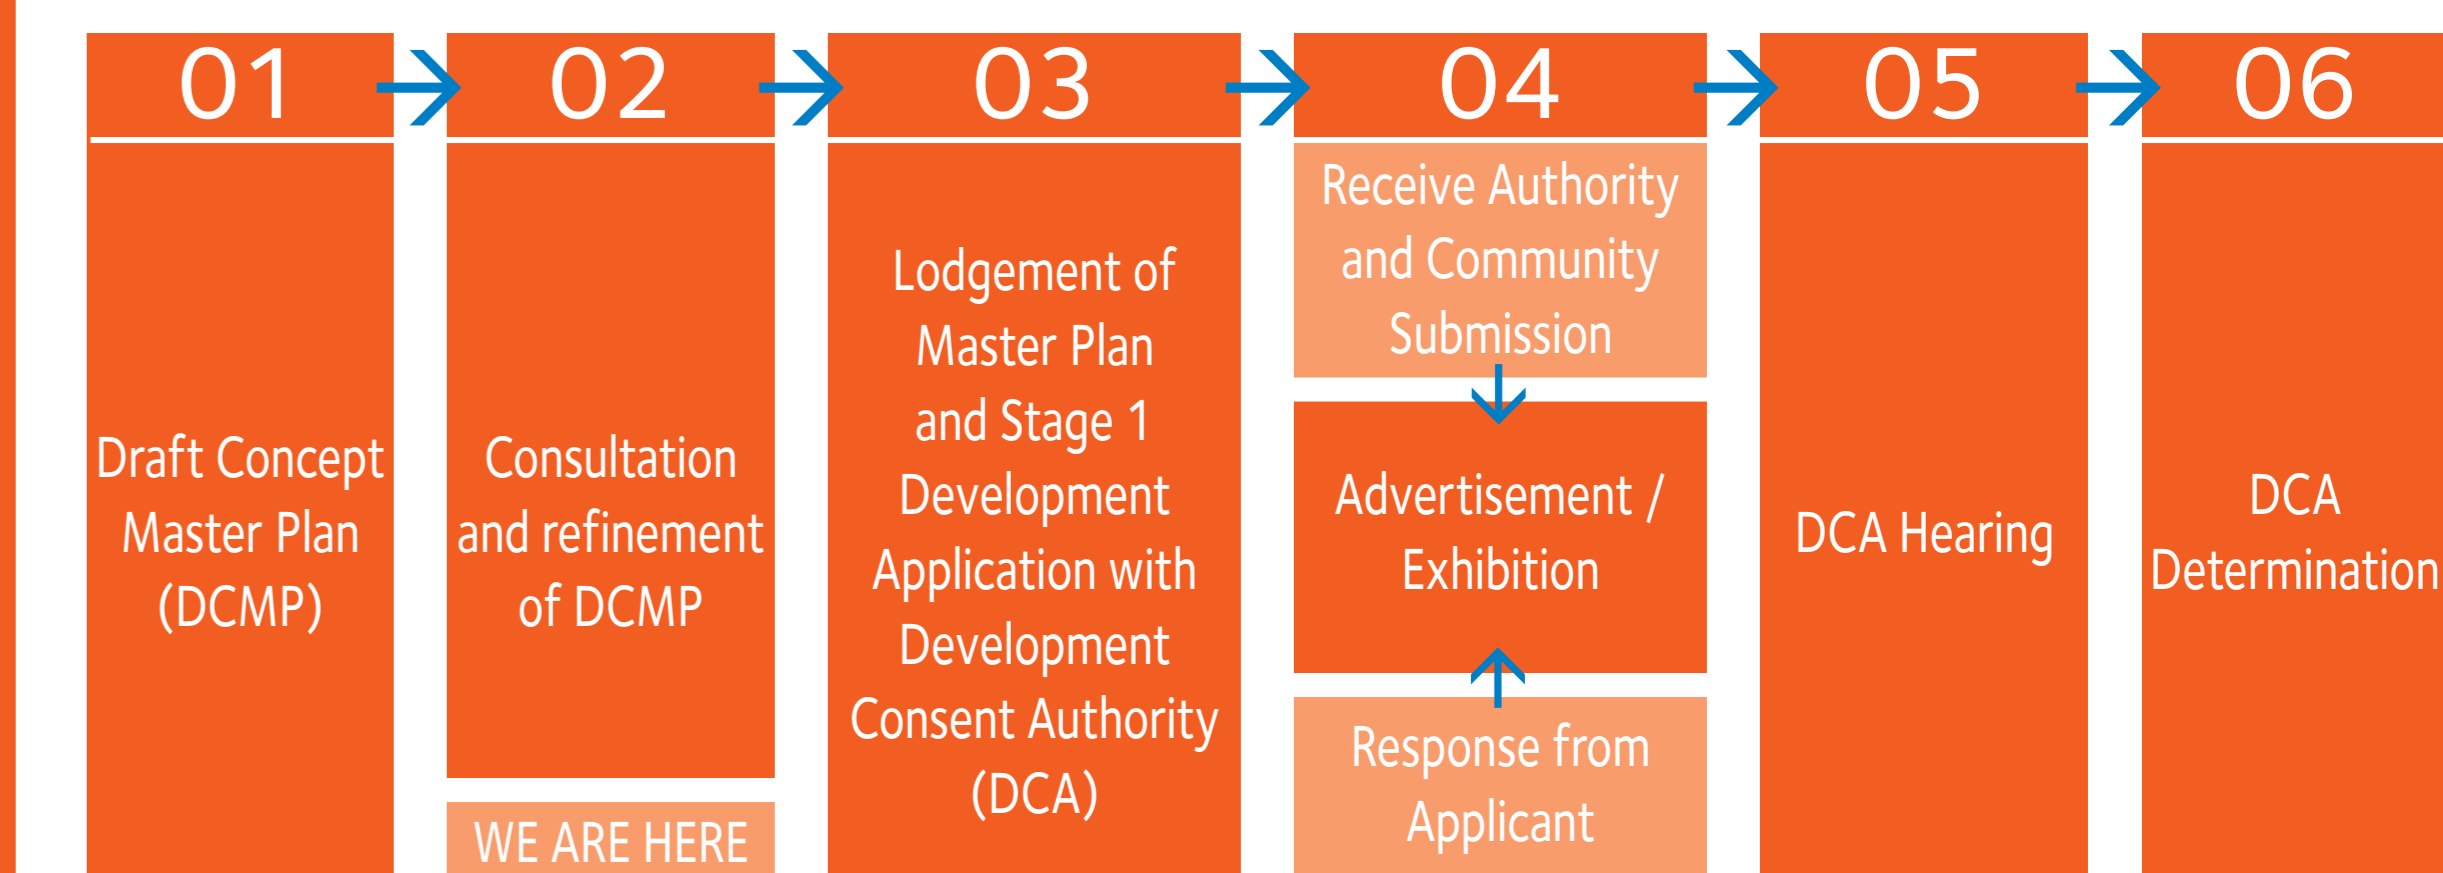 01
Draft Concept
Master Plan
(DCMP)
02
Consultation
and refinement
of DCMP
WE ARE HERE
03
Lodgement of
Master Plan
and Stage 1
Development
Application with
Development
Consent Authority
(DCA)
04
Receive Authority
and Community
Submission
Advertisement /
Exhibition
Response from
Applicant
05
DCA Hearing
06
DCA
Determination